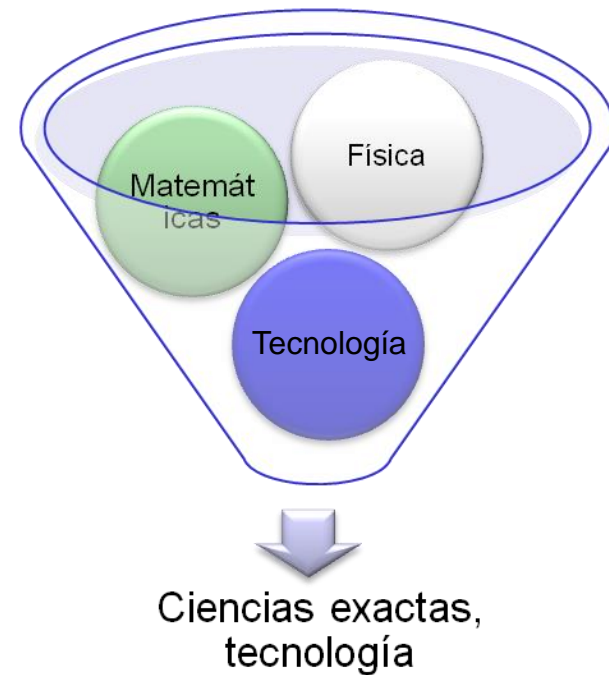 Física
Matemát
icas
Tecnología
Ciencias exactas,
tecnología